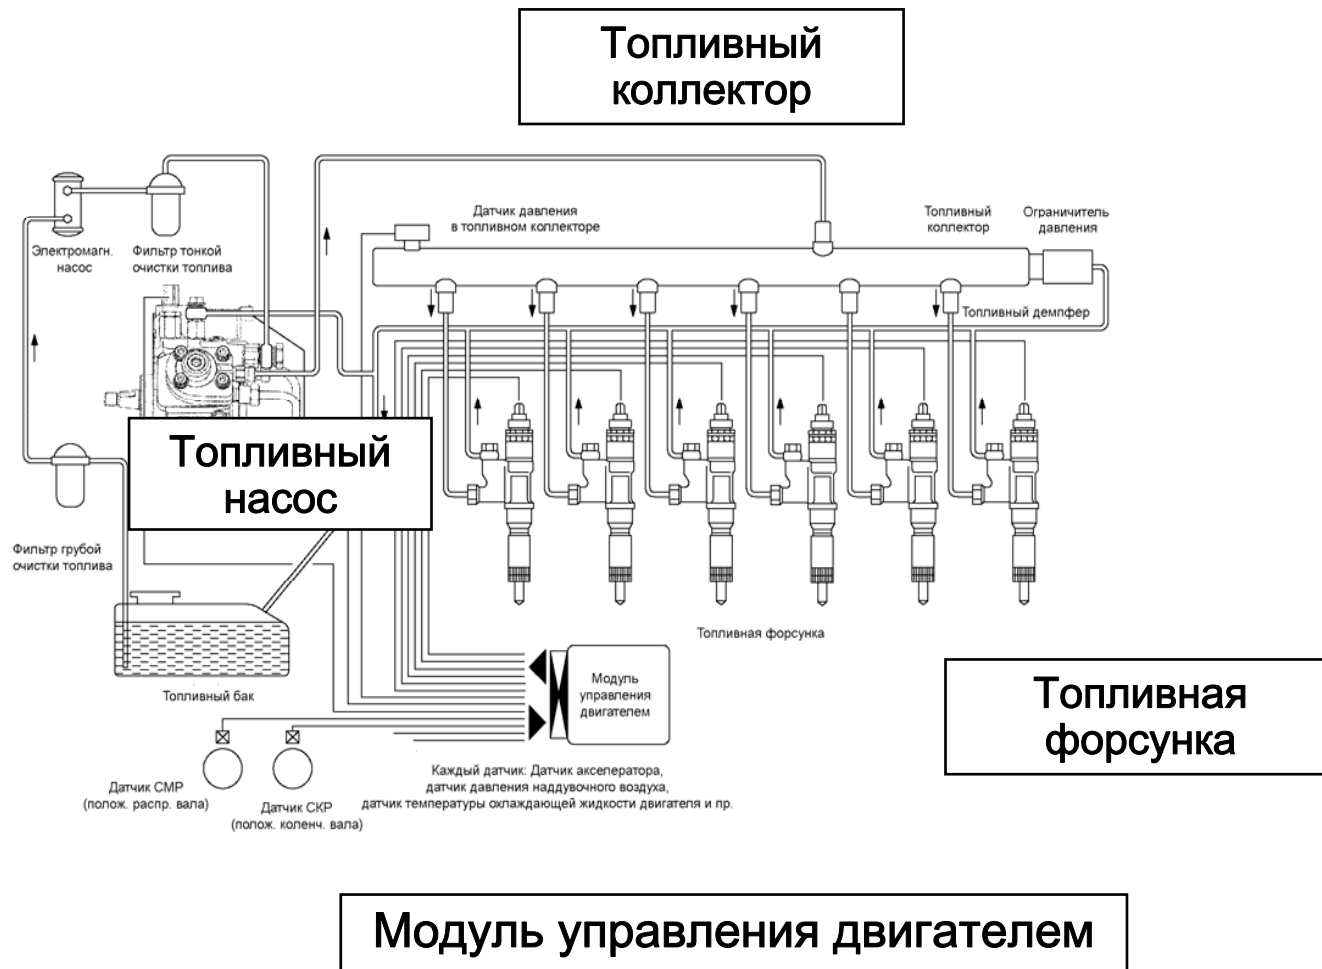 Топливный
коллектор
Датчик давления
в топливном коллекторе
Топливный
коллектор
Ограничитель
давления
Электромагн.
насос
Фильтр тонкой
очистки топлива
Топливный демпфер
Топливный
насос
Фильтр грубой
очистки топлива
Топливная форсунка
Топливный бак
Модуль
управления
двигателем
Топливная
форсунка
Датчик CMP
(полож. распр. вала)
Датчик CKP
(полож. коленч. вала)
Каждый датчик: Датчик акселератора,
датчик давления наддувочного воздуха,
датчик температуры охлаждающей жидкости двигателя и пр.
Модуль управления двигателем